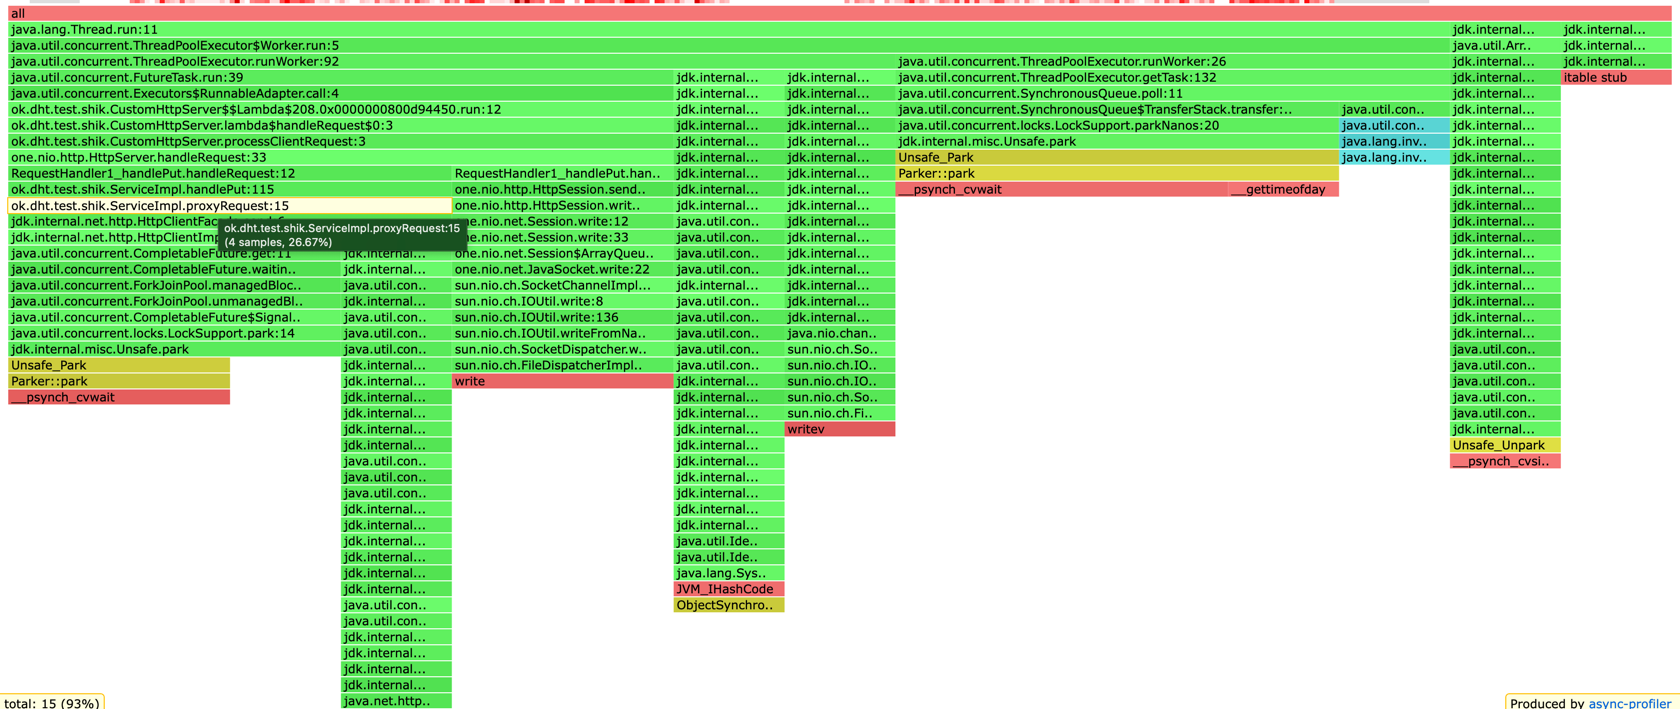 all
java.lang.Thread.run:11 jdk.internal... jdk.internal...
java.util.concurrent.ThreadPoolExecutor$Worker.run:5 java.util.Arr.. jdk.internal...
java.util.concurrent.ThreadPoolExecutor.runWorker:92 java.util.concurrent.ThreadPoolExecutor.runWorker:26 jdk.internal... jdk.internal...
java.util.concurrent.FutureTask.run:39 jdk.internal... jdk.internal... java.util.concurrent.ThreadPoolExecutor.getTask:132 jdk.internal... itable stub
java.util.concurrent.Executors$RunnableAdapter.call:4 jdk.internal... jdk.internal... java.util.concurrent.SynchronousQueue.poll:11 jdk.internal...
ok.dht.test.shik.CustomHttpServer$$Lambda$208.0x0000000800d94450.run:12 jdk.internal... jdk.internal... java.util.concurrent.SynchronousQueue$TransferStack.transfer:.. java.util.con.. jdk.internal...
ok.dht.test.shik.CustomHttpServer.lambda$handleRequest$0:3 jdk.internal... jdk.internal... java.util.concurrent.locks.LockSupport.parkNanos:20 java.util.con.. jdk.internal...
ok.dht.test.shik.CustomHttpServer.processClientRequest:3 jdk.internal... jdk.internal... jdk.internal.misc.Unsafe.park java.lang.inv.. jdk.internal...
one.nio.http.HttpServer.handleRequest:33 jdk.internal... jdk.internal... Unsafe_Park java.lang.inv.. jdk.internal...
RequestHandler1_handlePut.handleRequest:12 RequestHandler1_handlePut.han.. jdk.internal... jdk.internal... Parker::park jdk.internal...
ok.dht.test.shik.ServiceImpl.handlePut:115 one.nio.http.HttpSession.send.. jdk.internal... jdk.internal... __psynch_cvwait __gettimeofday jdk.internal...
ok.dht.test.shik.ServiceImpl.proxyRequest:15 one.nio.http.HttpSession.writ.. jdk.internal... jdk.internal... jdk.internal...
jdk.internal.net.http.HttpClientFac ne.nio.net.Session.write:12 java.util.con.. jdk.internal... jdk.internal...
ok.dht.test.shik.ServiceImpl.proxyRequest:15
(4 samples, 26.67%)
jdk.internal.net.http.HttpClientImp ne.nio.net.Session.write:33 java.util.con.. jdk.internal... jdk.internal...
java.util.concurrent.CompletableFuture.get:11 jdk.internal... one.nio.net.Session$ArrayQueu.. java.util.con.. jdk.internal... jdk.internal...
java.util.concurrent.CompletableFuture.waitin.. jdk.internal... one.nio.net.JavaSocket.write:22 java.util.con.. jdk.internal... jdk.internal...
java.util.concurrent.ForkJoinPool.managedBloc.. java.util.con.. sun.nio.ch.SocketChannelImpl... java.util.con.. jdk.internal... jdk.internal...
java.util.concurrent.ForkJoinPool.unmanagedBl.. jdk.internal... sun.nio.ch.IOUtil.write:8 java.util.con.. jdk.internal... jdk.internal...
java.util.concurrent.CompletableFuture$Signal.. java.util.con.. sun.nio.ch.IOUtil.write:136 java.util.con.. jdk.internal... jdk.internal...
java.util.concurrent.locks.LockSupport.park:14 java.util.con.. sun.nio.ch.IOUtil.writeFromNa.. java.util.con.. java.nio.chan.. jdk.internal...
jdk.internal.misc.Unsafe.park java.util.con.. sun.nio.ch.SocketDispatcher.w.. java.util.con.. sun.nio.ch.So.. java.util.con..
Unsafe_Park jdk.internal... sun.nio.ch.FileDispatcherImpl.. java.util.con.. sun.nio.ch.IO.. java.util.con..
Parker::park jdk.internal... write jdk.internal... sun.nio.ch.IO.. java.util.con..
__psynch_cvwait jdk.internal... jdk.internal... sun.nio.ch.So.. java.util.con..
jdk.internal... jdk.internal... sun.nio.ch.Fi.. java.util.con..
jdk.internal... jdk.internal... writev jdk.internal...
jdk.internal... jdk.internal... Unsafe_Unpark
java.util.con.. jdk.internal... __psynch_cvsi..
java.util.con.. jdk.internal...
java.util.con.. jdk.internal...
jdk.internal... jdk.internal...
jdk.internal... jdk.internal...
jdk.internal... java.util.Ide..
jdk.internal... java.util.Ide..
jdk.internal... java.lang.Sys..
jdk.internal... JVM_IHashCode
java.util.con.. ObjectSynchro..
java.util.con..
jdk.internal...
jdk.internal...
jdk.internal...
jdk.internal...
java.net.http..
total: 15 (93%) Produced by async-profiler